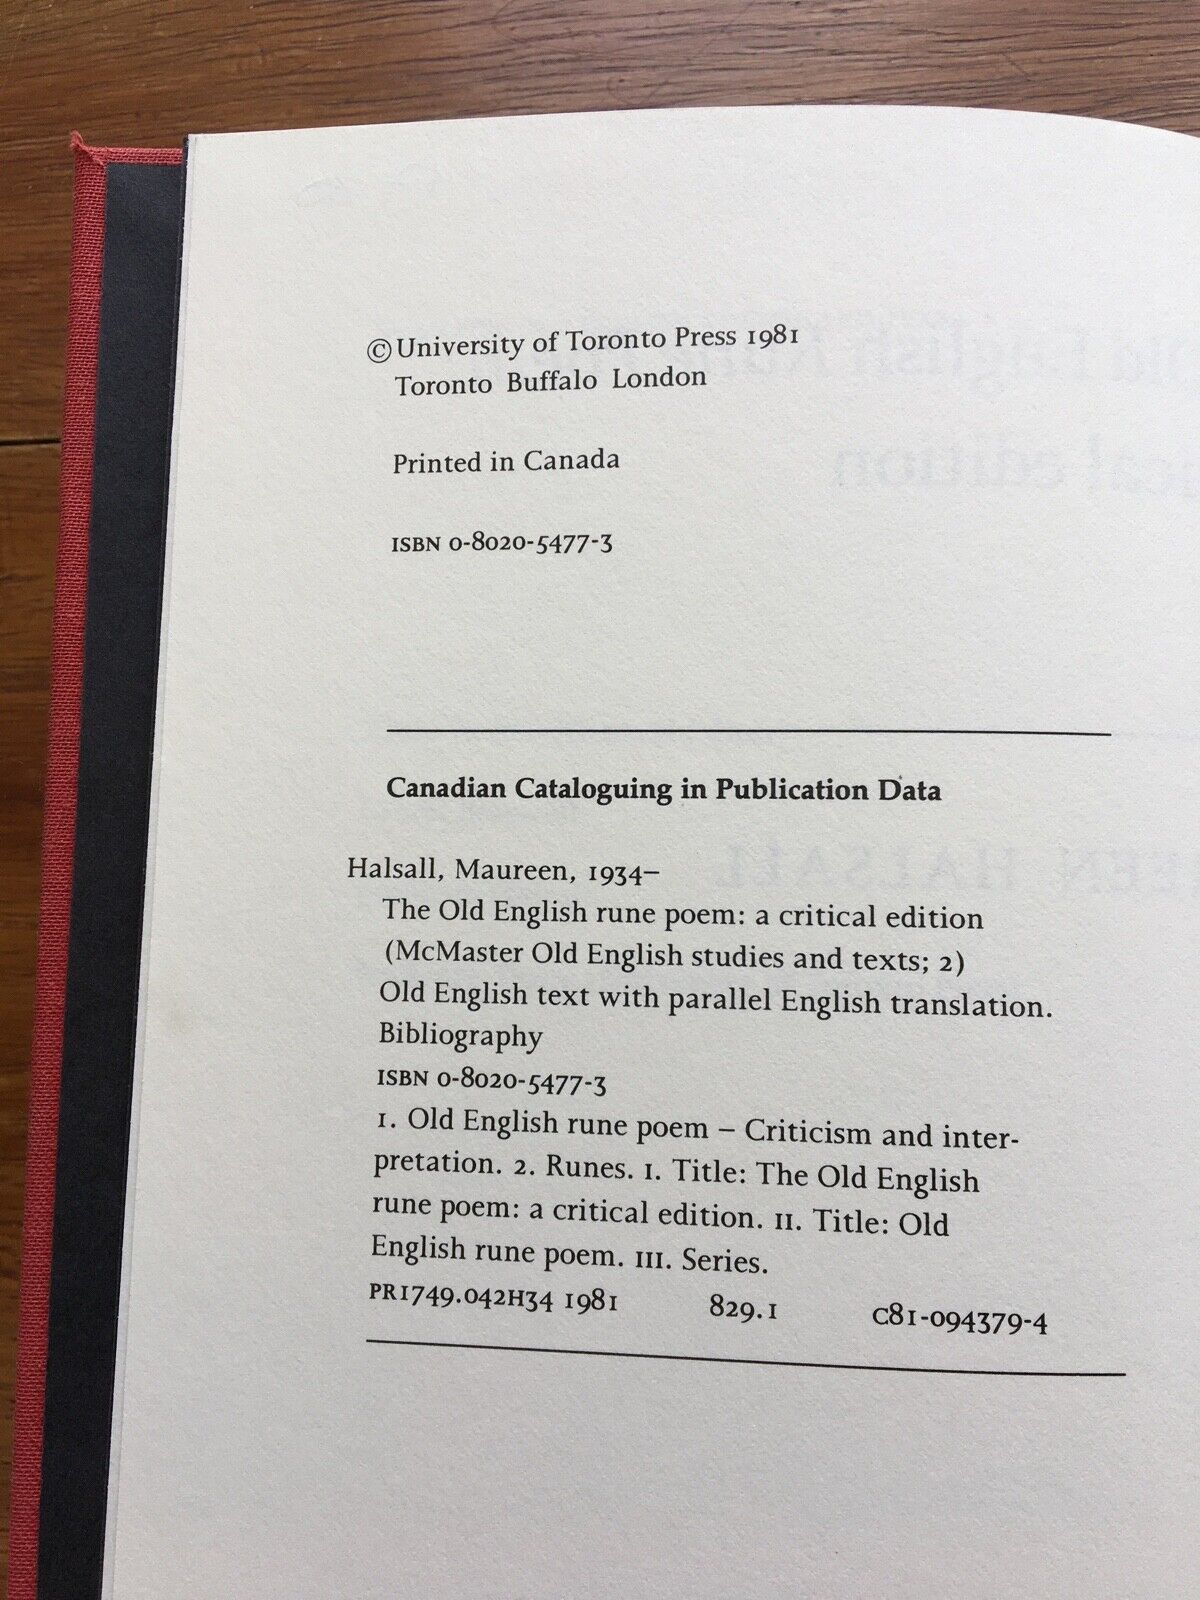 © University of Toronto Press 1981
Toronto Buffalo London
Printed in Canada
ISBN 0-8020-5477-3
Canadian Cataloguing in Publication Data
Halsall, Maureen, 1934–
The Old English rune poem: a critical edition
(McMaster Old English studies and texts; 2)
Old English text with parallel English translation.
Bibliography
ISBN 0-8020-5477-3
1. Old English rune poem – Criticism and inter-
pretation. 2. Runes. I. Title: The Old English
rune poem: a critical edition. II. Title: Old
English rune poem. III. Series.
PR1749.042H34 1981 829.1 C81-094379-4